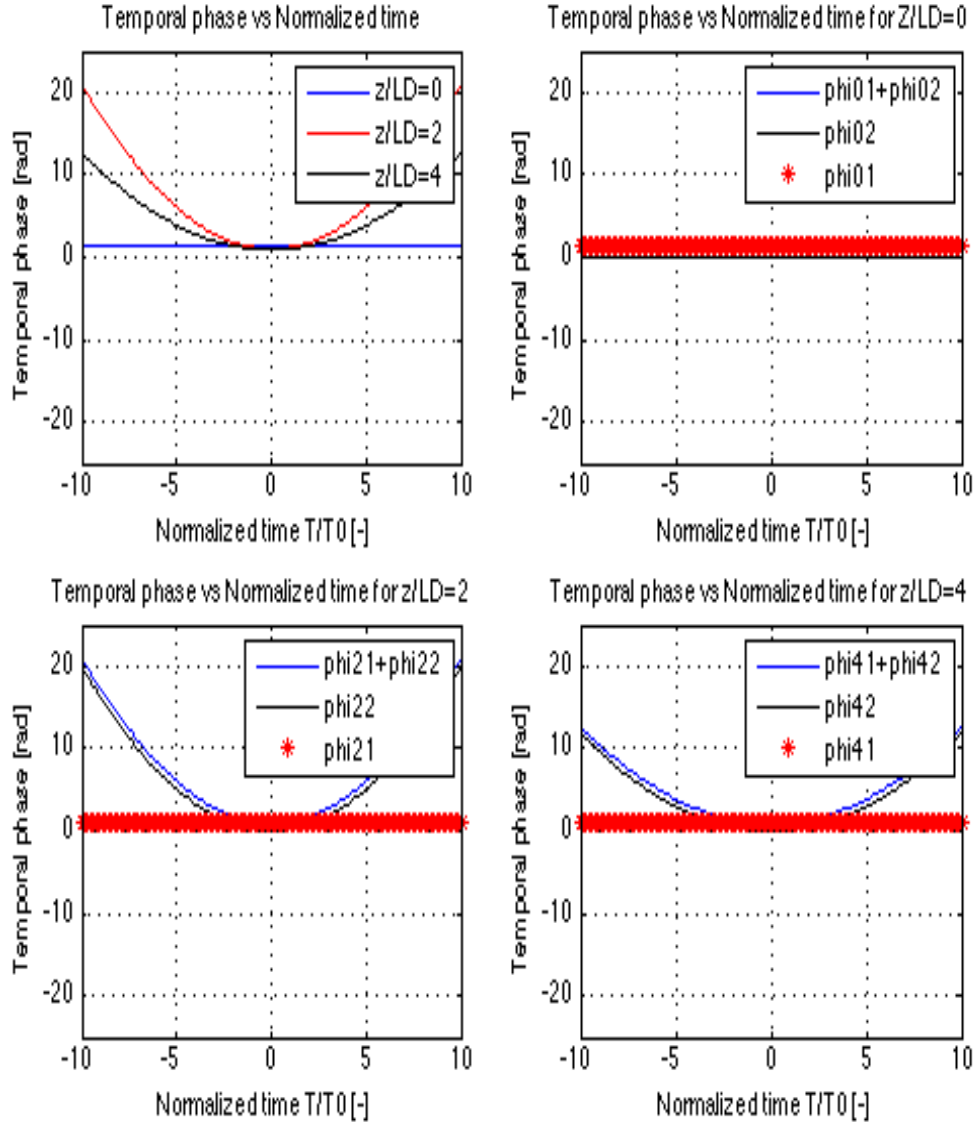 Temporal phase vs Normalized time
Temporal phase [rad]
20
10
0
-10
-20
z/LD=0
z/LD=2
z/LD=4
-10 -5 0 5 10
Normalized time T/T0 [-]
Temporal phase vs Normalized time for Z/LD=0
Temporal phase [rad]
20
10
0
-10
-20
phi01+phi02
phi02
phi01
-10 -5 0 5 10
Normalized time T/T0 [-]
Temporal phase vs Normalized time for z/LD=2
Temporal phase [rad]
20
10
0
-10
-20
phi21+phi22
phi22
phi21
-10 -5 0 5 10
Normalized time T/T0 [-]
Temporal phase vs Normalized time for z/LD=4
Temporal phase [rad]
20
10
0
-10
-20
phi41+phi42
phi42
phi41
-10 -5 0 5 10
Normalized time T/T0 [-]